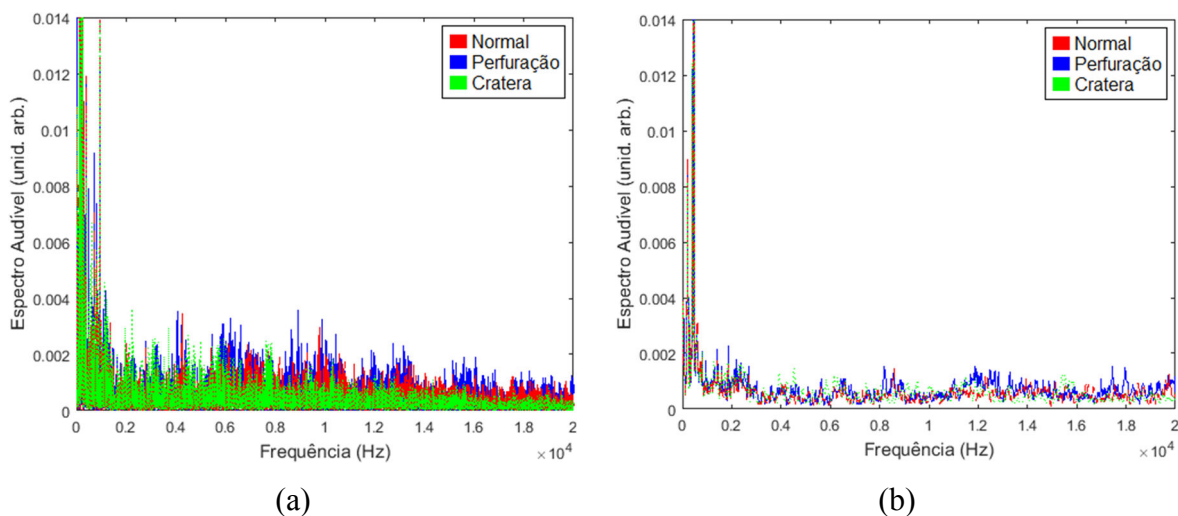 0.014
0.012
0.01
0.008
0.006
0.004
0.002
0
Espectro Audível (unid. arb.)
Normal
Perfuração
Cratera
0 0.2 0.4 0.6 0.8 1 1.2 1.4 1.6 1.8 2
Frequência (Hz)
×10⁴
(a)
0.014
0.012
0.01
0.008
0.006
0.004
0.002
0
Espectro Audível (unid. arb.)
Normal
Perfuração
Cratera
0 0.2 0.4 0.6 0.8 1 1.2 1.4 1.6 1.8 2
Frequência (Hz)
×10⁴
(b)